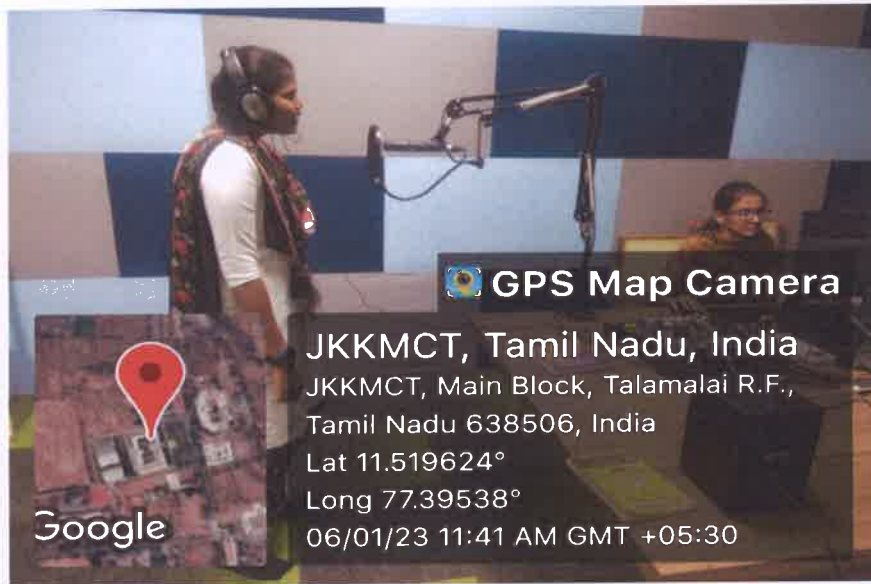 GPS Map Camera
JKKMCT, Tamil Nadu, India
JKKMCT, Main Block, Talamalai R.F.,
Tamil Nadu 638506, India
Lat 11.519624°
Long 77.39538°
06/01/23 11:41 AM GMT +05:30
Google